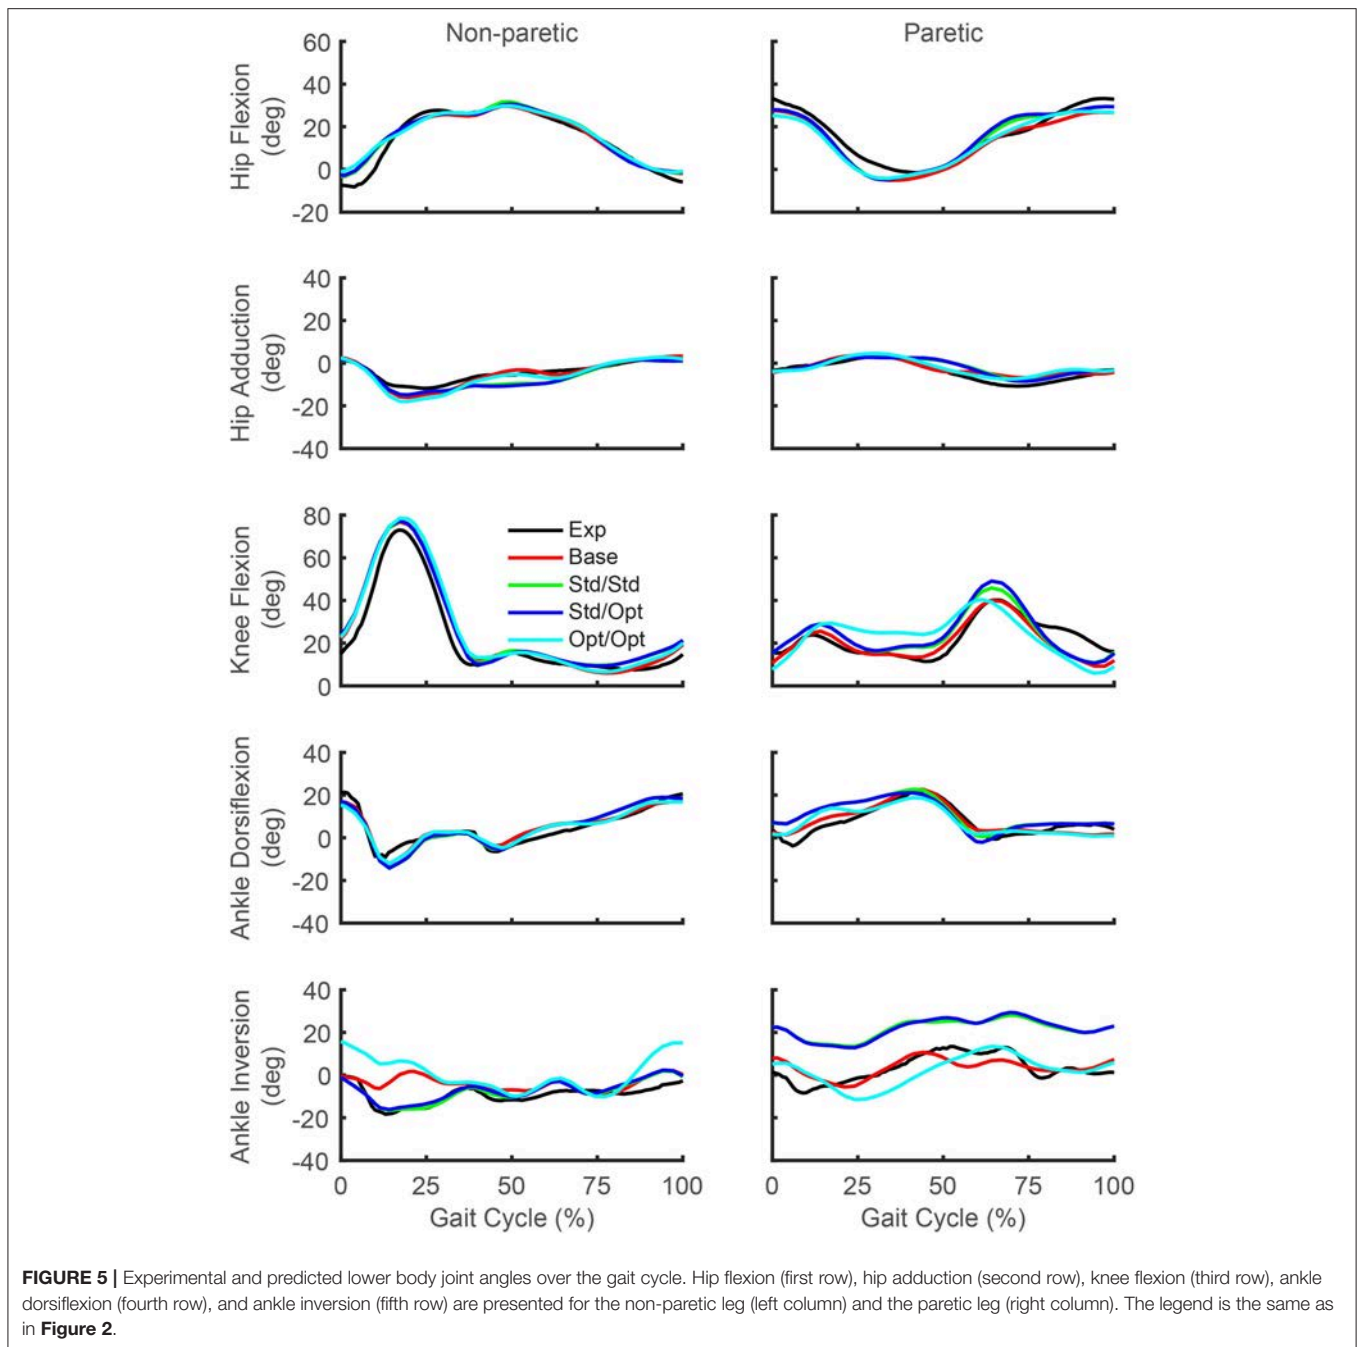 Non-paretic
Paretic
Hip Flexion
(deg)
60
40
20
0
-20
Hip Adduction
(deg)
40
20
0
-20
-40
Knee Flexion
(deg)
80
60
40
20
0
Exp
Base
Std/Std
Std/Opt
Opt/Opt
Ankle Dorsiflexion
(deg)
40
20
0
-20
-40
Ankle Inversion
(deg)
40
20
0
-20
-40
0 25 50 75 100
Gait Cycle (%)
0 25 50 75 100
Gait Cycle (%)
FIGURE 5 | Experimental and predicted lower body joint angles over the gait cycle. Hip flexion (first row), hip adduction (second row), knee flexion (third row), ankle
dorsiflexion (fourth row), and ankle inversion (fifth row) are presented for the non-paretic leg (left column) and the paretic leg (right column). The legend is the same as
in Figure 2.